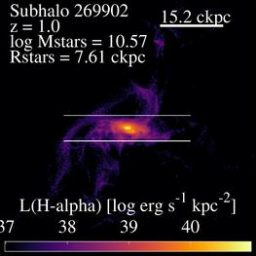 Subhalo 269902
15.2 ckpc
z = 1.0
log Mstars = 10.57
Rstars = 7.61 ckpc
L(H-alpha) [log erg s⁻¹ kpc⁻²]
37 38 39 40